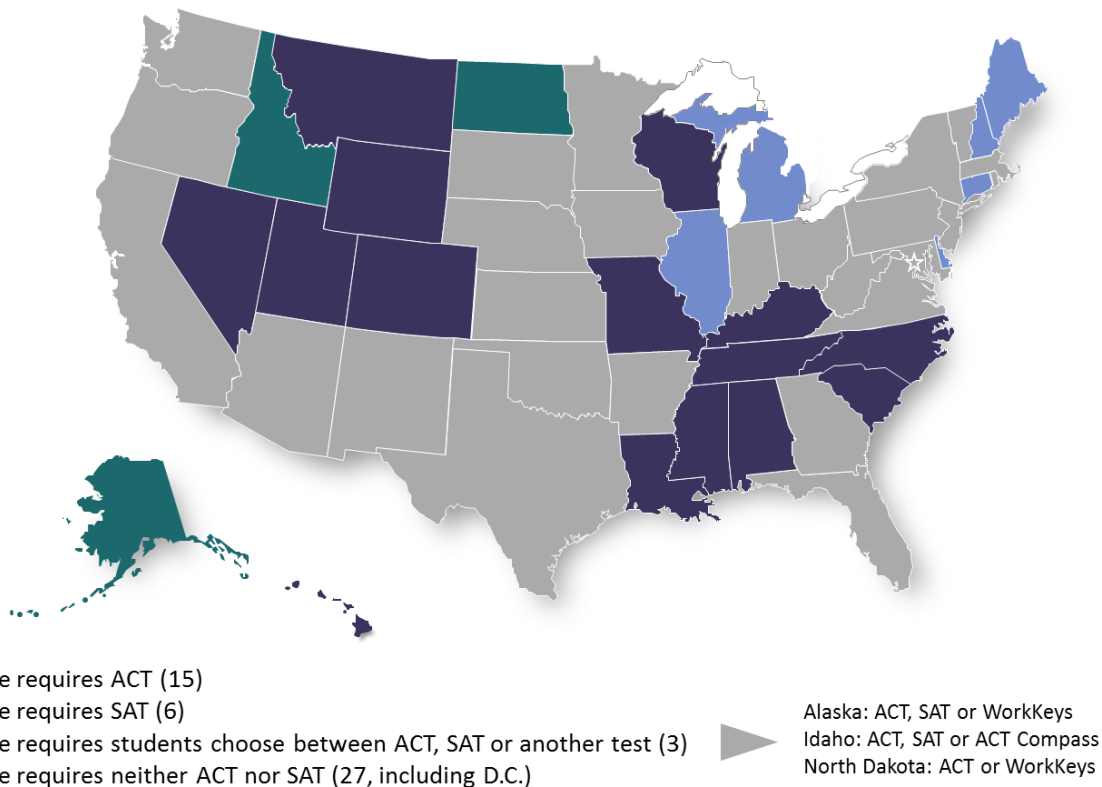 e requires ACT (15)
e requires SAT (6)
e requires students choose between ACT, SAT or another test (3)
e requires neither ACT nor SAT (27, including D.C.)
Alaska: ACT, SAT or WorkKeys
Idaho: ACT, SAT or ACT Compass
North Dakota: ACT or WorkKeys